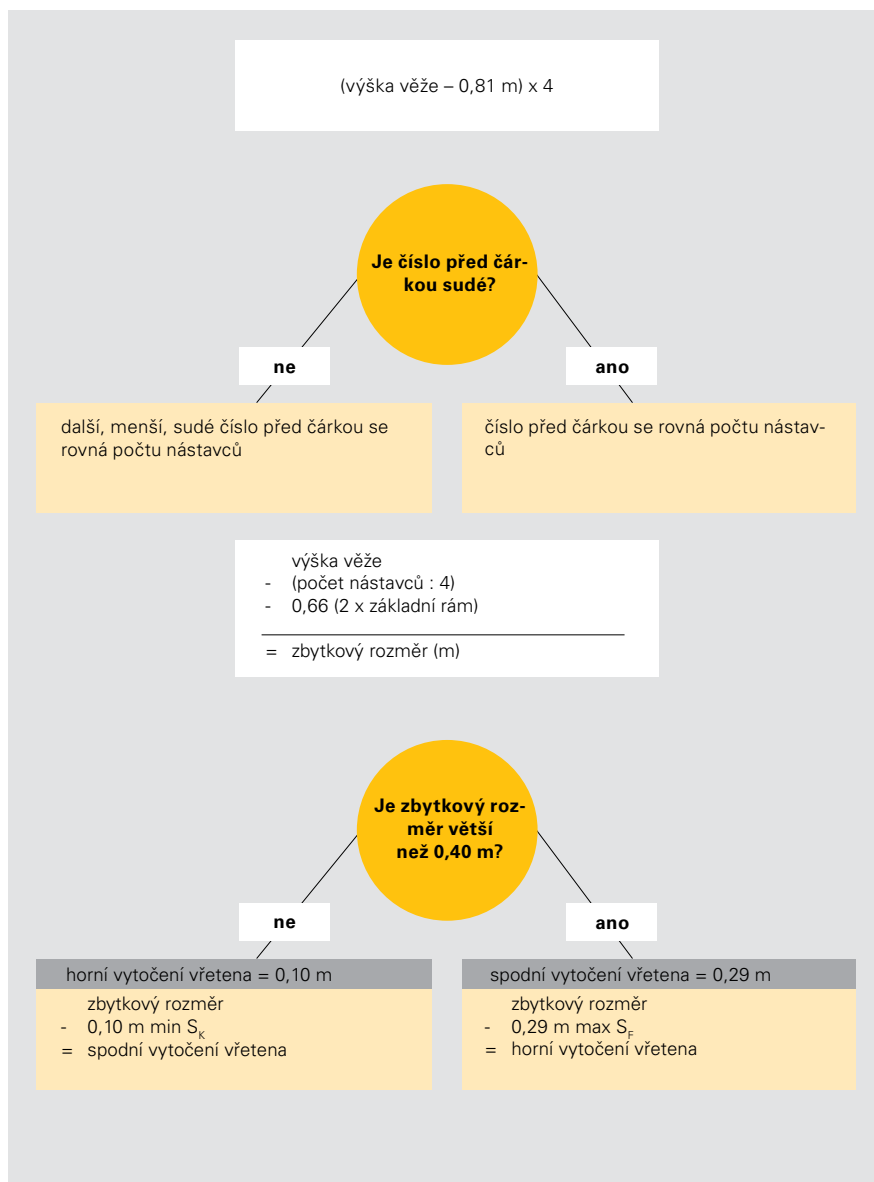 (výška věže – 0,81 m) x 4
Je číslo před čár-
kou sudé?
ne
ano
další, menší, sudé číslo před čárkou se
rovná počtu nástavců
číslo před čárkou se rovná počtu nástav-
ců
výška věže
- (počet nástavců : 4)
- 0,66 (2 x základní rám)
= zbytkový rozměr (m)
Je zbytkový roz-
měr větší
než 0,40 m?
ne
ano
horní vytočení vřetena = 0,10 m
zbytkový rozměr
- 0,10 m min SK
= spodní vytočení vřetena
spodní vytočení vřetena = 0,29 m
zbytkový rozměr
- 0,29 m max SF
= horní vytočení vřetena